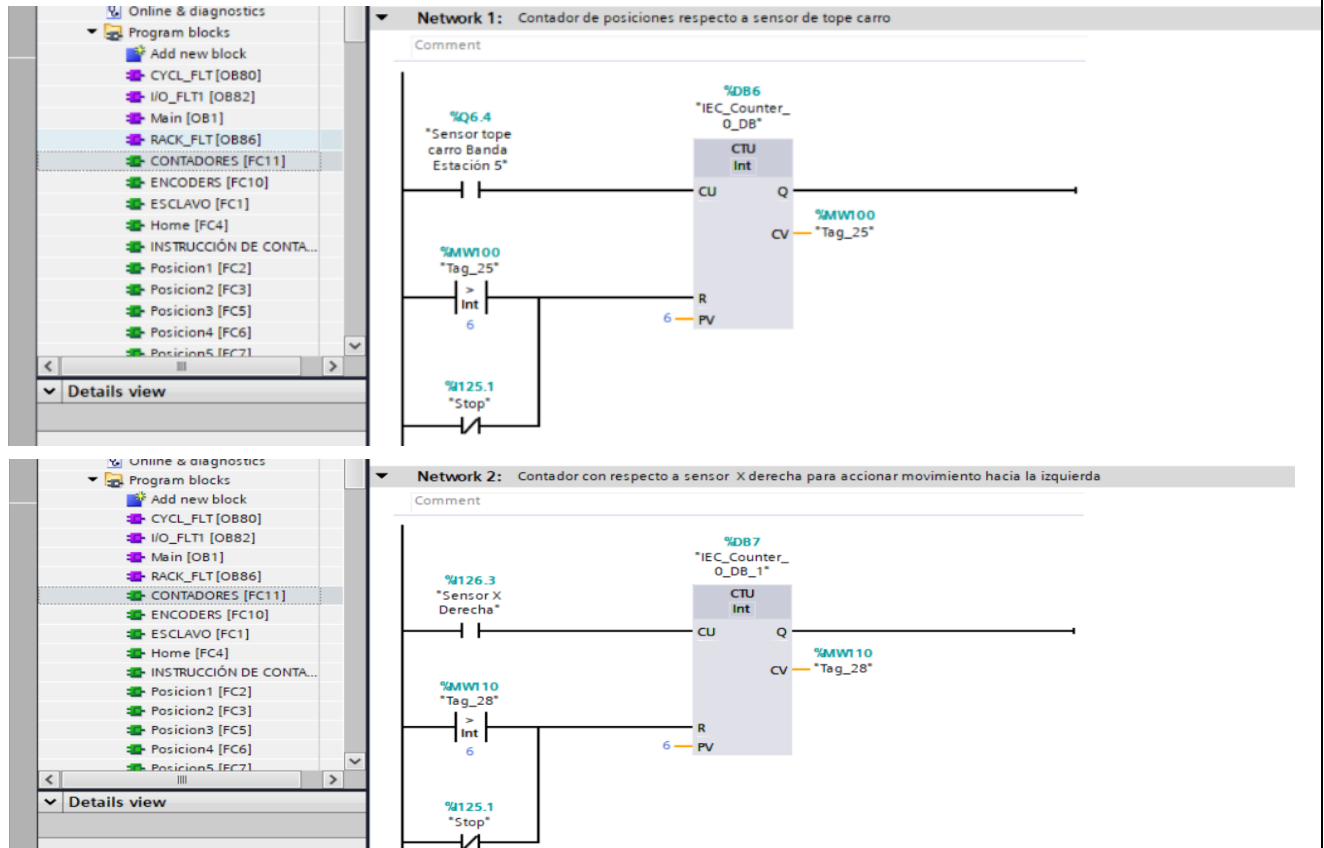 Online & diagnostics
Program blocks
Add new block
CYCL_FLT [OB80]
I/O_FLT1 [OB82]
Main [OB1]
RACK_FLT [OB86]
CONTADORES [FC11]
ENCODERS [FC10]
ESCLAVO [FC1]
Home [FC4]
INSTRUCCIÓN DE CONTA...
Posicion1 [FC2]
Posicion2 [FC3]
Posicion3 [FC5]
Posicion4 [FC6]
Posicion5 [FC7]
Details view
Network 1: Contador de posiciones respecto a sensor de tope carro
Comment
%DB6
"IEC_Counter_
0_DB"
%Q6.4
"Sensor tope
carro Banda
Estación 5"
CTU
Int
CU Q
%MW100
CV "Tag_25"
%MW100
"Tag_25"
>
Int
6
R
6 PV
%I125.1
"Stop"
Online & diagnostics
Program blocks
Add new block
CYCL_FLT [OB80]
I/O_FLT1 [OB82]
Main [OB1]
RACK_FLT [OB86]
CONTADORES [FC11]
ENCODERS [FC10]
ESCLAVO [FC1]
Home [FC4]
INSTRUCCIÓN DE CONTA...
Posicion1 [FC2]
Posicion2 [FC3]
Posicion3 [FC5]
Posicion4 [FC6]
Posicion5 [FC7]
Details view
Network 2: Contador con respecto a sensor X derecha para accionar movimiento hacia la izquierda
Comment
%DB7
"IEC_Counter_
0_DB_1"
%I126.3
"Sensor X
Derecha"
CTU
Int
CU Q
%MW110
CV "Tag_28"
%MW110
"Tag_28"
>
Int
6
R
6 PV
%I125.1
"Stop"